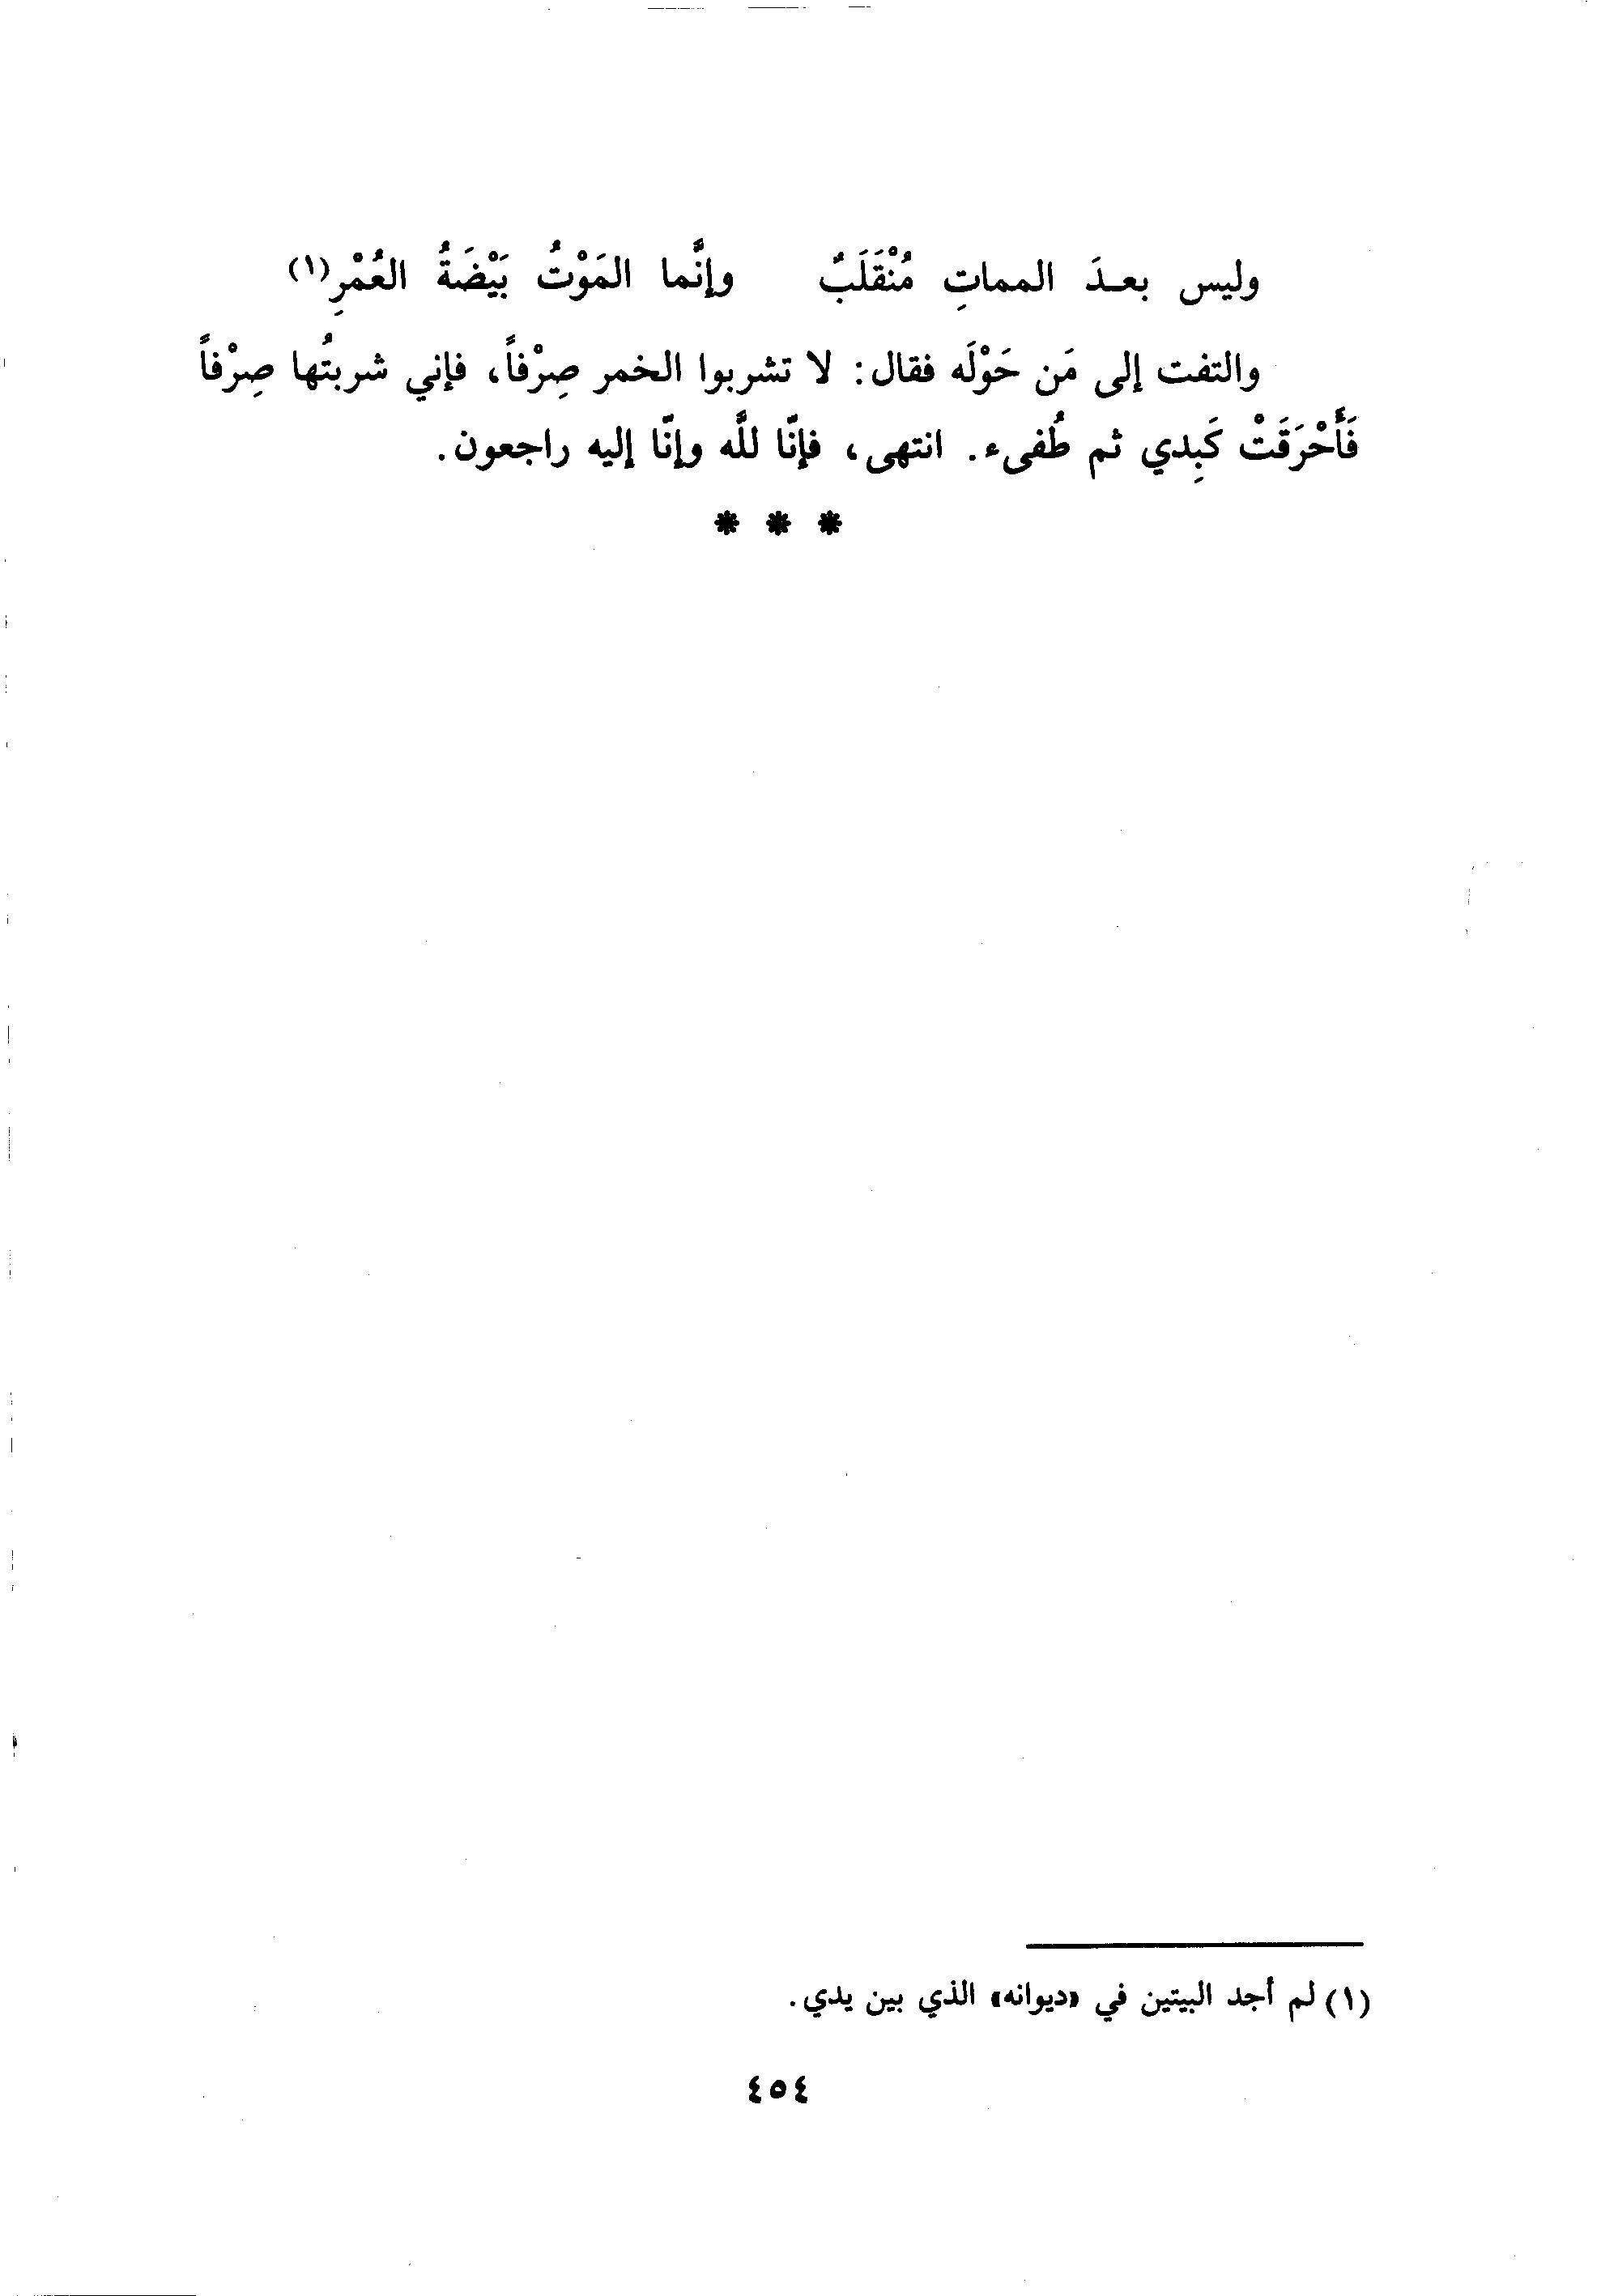 وليس بعـدَ المماتِ مُنْقَلَبٌ وإنَّما المَوْتُ بَيْضَةُ العُمْرِ(١)
والتفت إلى مَن حَوْلَه فقال: لا تشربوا الخمر صِرْفاً، فإني شربتُها صِرْفاً
فَأَحْرَقَتْ كَبِدي ثم طُفىء. انتهى، فإنّا للَّه وإنّا إليه راجعون.
* * *
(١) لم أجد البيتين في «ديوانه» الذي بين يدي.
٤٥٤